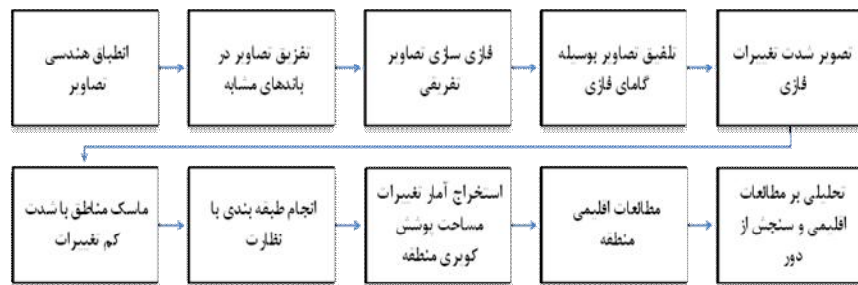 انطباق هندسی
تصاویر
تفریق تصاویر در
باندهای مشابه
فازی سازی تصاویر
تفریقی
تلفیق تصاویر بوسیله
گامای فازی
تصویر شدت تغییرات
فازی
ماسک مناطق با شدت
کم تغییرات
انجام طبقه بندی با
نظارت
استخراج آمار تغییرات
مساحت پوشش
کویری منطقه
مطالعات اقلیمی
منطقه
تحلیلی بر مطالعات
اقلیمی و سنجش از
دور